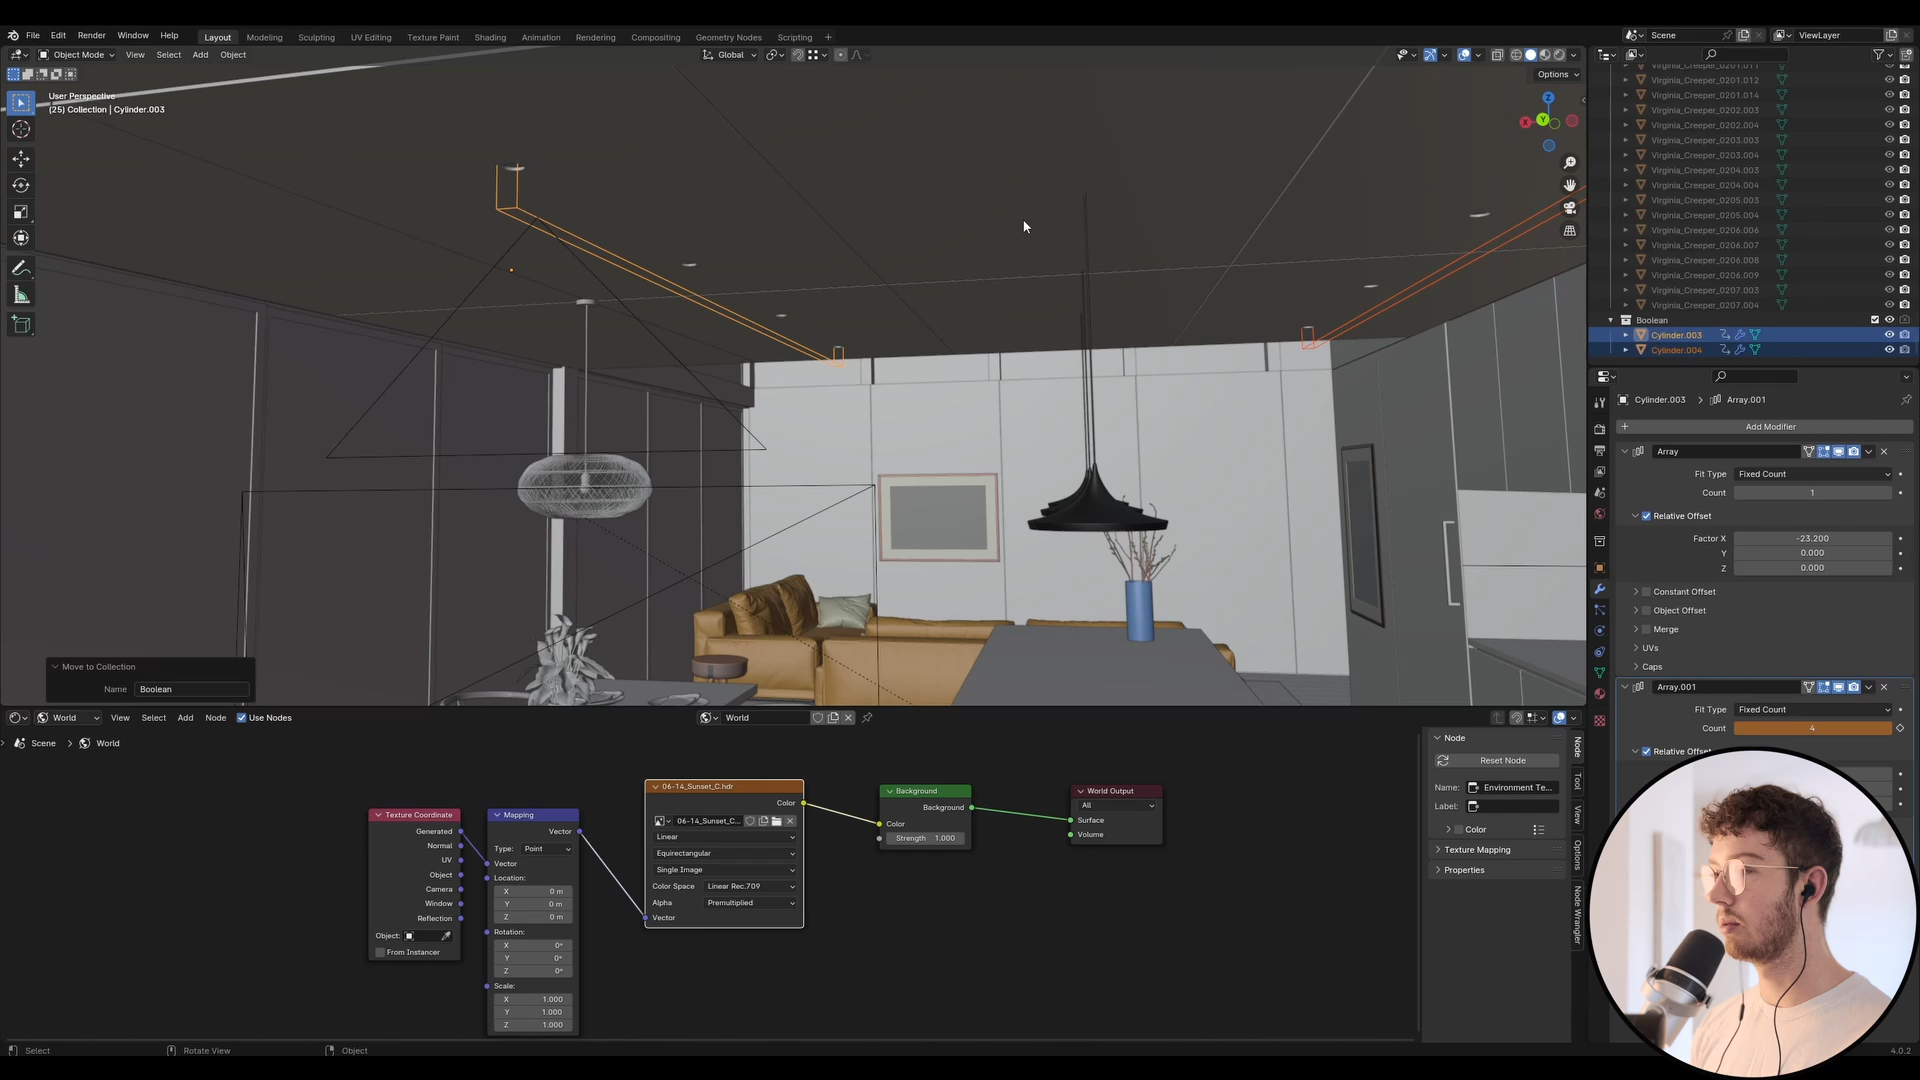 File Edit Render Window Help Layout Modeling Sculpting UV Editing Texture Paint Shading Animation Rendering Compositing Geometry Nodes Scripting + Scene ViewLayer
Object Mode View Select Add Object Global
Options
User Perspective
(25) Collection | Cylinder.003
Z
X
Y
Virginia_Creeper_0201.011
Virginia_Creeper_0201.012
Virginia_Creeper_0201.014
Virginia_Creeper_0202.003
Virginia_Creeper_0202.004
Virginia_Creeper_0203.003
Virginia_Creeper_0203.004
Virginia_Creeper_0204.003
Virginia_Creeper_0204.004
Virginia_Creeper_0205.003
Virginia_Creeper_0205.004
Virginia_Creeper_0206.006
Virginia_Creeper_0206.007
Virginia_Creeper_0206.008
Virginia_Creeper_0206.009
Virginia_Creeper_0207.003
Virginia_Creeper_0207.004
Boolean
Cylinder.003
Cylinder.004
Cylinder.003 > Array.001
+ Add Modifier
Array
Fit Type Fixed Count
Count 1
Relative Offset
Factor X -23.200
Y 0.000
Z 0.000
Constant Offset
Object Offset
Merge
UVs
Caps
Array.001
Fit Type Fixed Count
Count 4
Relative Offset
Move to Collection
Name Boolean
World View Select Add Node Use Nodes World
Scene > World
Texture Coordinate
Generated
Normal
UV
Object
Camera
Window
Reflection
Object:
From Instancer
Mapping
Vector
Type: Point
Vector
Location:
X 0 m
Y 0 m
Z 0 m
Rotation:
X 0°
Y 0°
Z 0°
Scale:
X 1.000
Y 1.000
Z 1.000
06-14_Sunset_C.hdr
Color
06-14_Sunset_C...
Linear
Equirectangular
Single Image
Color Space Linear Rec.709
Alpha Premultiplied
Vector
Background
Background
Color
Strength 1.000
World Output
All
Surface
Volume
Node
Reset Node
Name: Environment Te...
Label:
Color
Texture Mapping
Properties
Node
Tool
View
Options
Node Wrangler
Select Rotate View Object 4.0.2